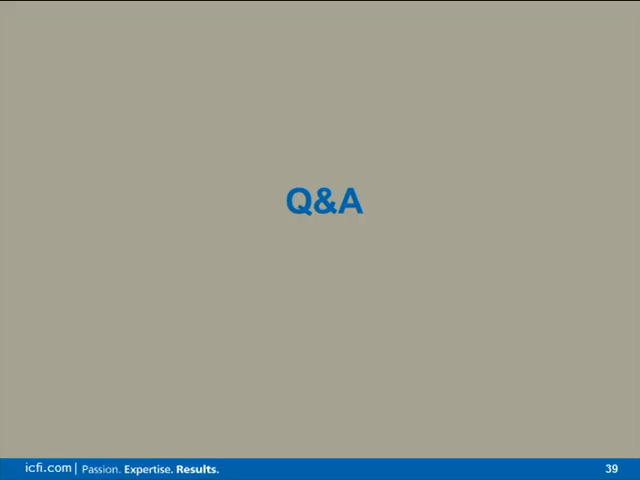 Q&A
icfi.com | Passion. Expertise. Results. 39